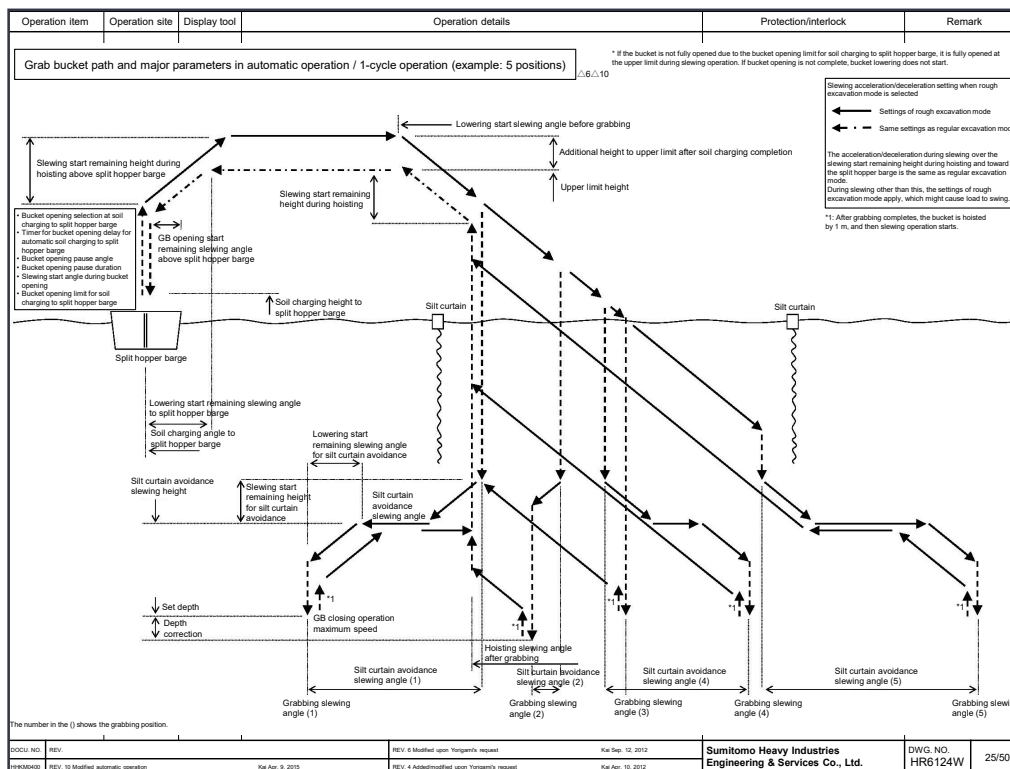 Operation item
Operation site
Display tool
Operation details
Protection/interlock
Remark
Grab bucket path and major parameters in automatic operation / 1-cycle operation (example: 5 positions)
△6△10
* If the bucket is not fully opened due to the bucket opening limit for soil charging to split hopper barge, it is fully opened at
the upper limit during slewing operation. If bucket opening is not complete, bucket lowering does not start.
Slewing acceleration/deceleration setting when rough
excavation mode is selected
Settings of rough excavation mode
Same settings as regular excavation mod
The acceleration/deceleration during slewing over the
slewing start remaining height during hoisting and toward
the split hopper barge is the same as regular excavation
mode.
During slewing other than this, the settings of rough
excavation mode apply, which might cause load to swing.
*1: After grabbing completes, the bucket is hoisted
by 1 m, and then slewing operation starts.
Lowering start slewing angle before grabbing
Additional height to upper limit after soil charging completion
Upper limit height
Slewing start remaining height during
hoisting above split hopper barge
Slewing start remaining
height during hoisting
• Bucket opening selection at soil
charging to split hopper barge
• Timer for bucket opening delay for
automatic soil charging to split
hopper barge
• Bucket opening pause angle
• Bucket opening pause duration
• Slewing start angle during bucket
opening
• Bucket opening limit for soil
charging to split hopper barge
GB opening start
remaining slewing angle
above split hopper barge
Soil charging height to
split hopper barge
Silt curtain
Silt curtain
Split hopper barge
Lowering start remaining slewing angle
to split hopper barge
Soil charging angle to
split hopper barge
Lowering start
remaining slewing angle
for silt curtain avoidance
Silt curtain avoidance
slewing height
Slewing start
remaining height
for silt curtain
avoidance
Silt curtain
avoidance
slewing angle
*1
*1
*1
*1
*1
Set depth
Depth
correction
GB closing operation
maximum speed
Hoisting slewing angle
after grabbing
Silt curtain avoidance
slewing angle (1)
Silt curtain avoidance
slewing angle (2)
Silt curtain avoidance
slewing angle (4)
Silt curtain avoidance
slewing angle (5)
Grabbing slewing
angle (1)
Grabbing slewing
angle (2)
Grabbing slewing
angle (3)
Grabbing slewing
angle (4)
Grabbing slewing
angle (5)
The number in the () shows the grabbing position.
DOCU. NO.
REV.
REV. 6 Modified upon Yorigami's request
Kai Sep. 12, 2012
Sumitomo Heavy Industries
Engineering & Services Co., Ltd.
DWG. NO.
HR6124W
25/50
HHKM0400
REV. 10 Modified automatic operation
Kai Apr. 9, 2015
REV. 4 Added/modified upon Yorigami's request
Kai Apr. 10, 2012